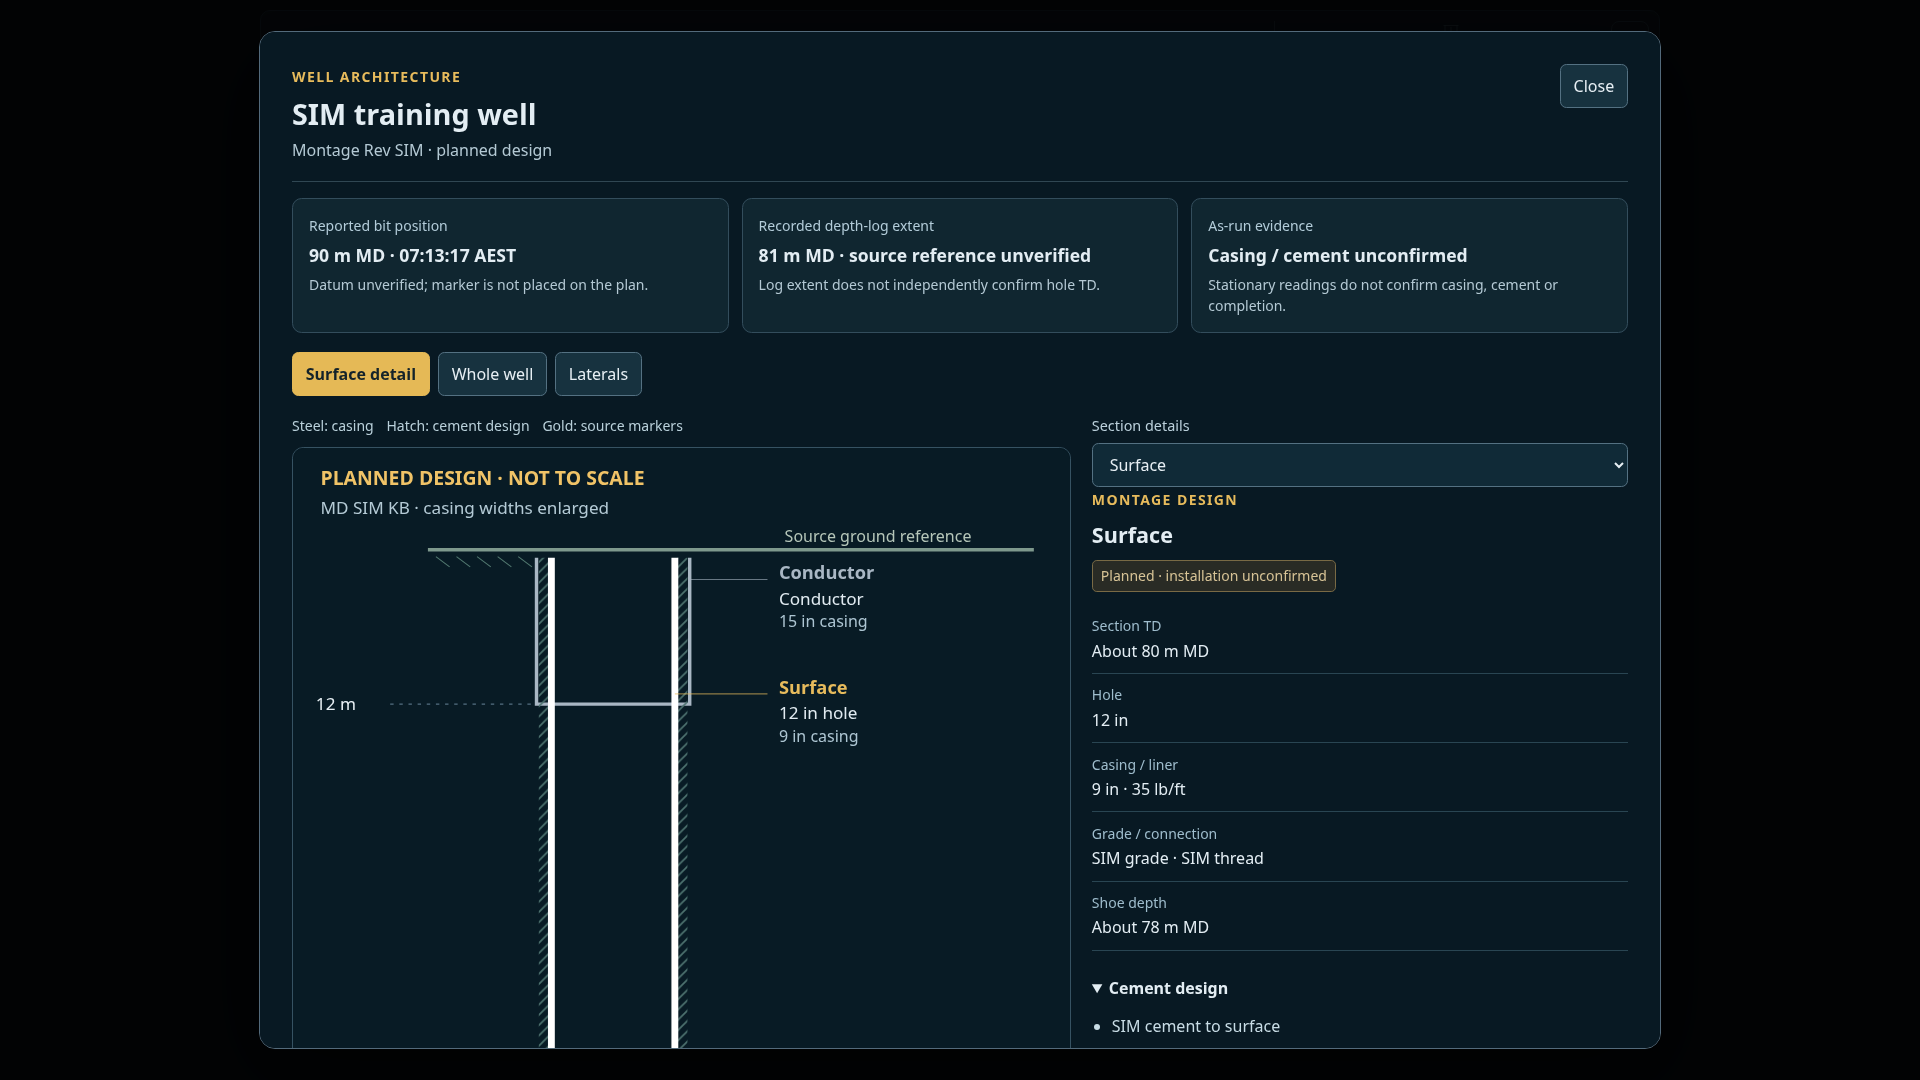 WELL ARCHITECTURE
SIM training well
Montage Rev SIM · planned design
Close
Reported bit position
90 m MD · 07:13:17 AEST
Datum unverified; marker is not placed on the plan.
Recorded depth-log extent
81 m MD · source reference unverified
Log extent does not independently confirm hole TD.
As-run evidence
Casing / cement unconfirmed
Stationary readings do not confirm casing, cement or
completion.
Surface detail
Whole well
Laterals
Steel: casing
Hatch: cement design
Gold: source markers
PLANNED DESIGN · NOT TO SCALE
MD SIM KB · casing widths enlarged
Source ground reference
Conductor
Conductor
15 in casing
Surface
12 in hole
9 in casing
12 m
Section details
Surface
MONTAGE DESIGN
Surface
Planned · installation unconfirmed
Section TD
About 80 m MD
Hole
12 in
Casing / liner
9 in · 35 lb/ft
Grade / connection
SIM grade · SIM thread
Shoe depth
About 78 m MD
Cement design
SIM cement to surface